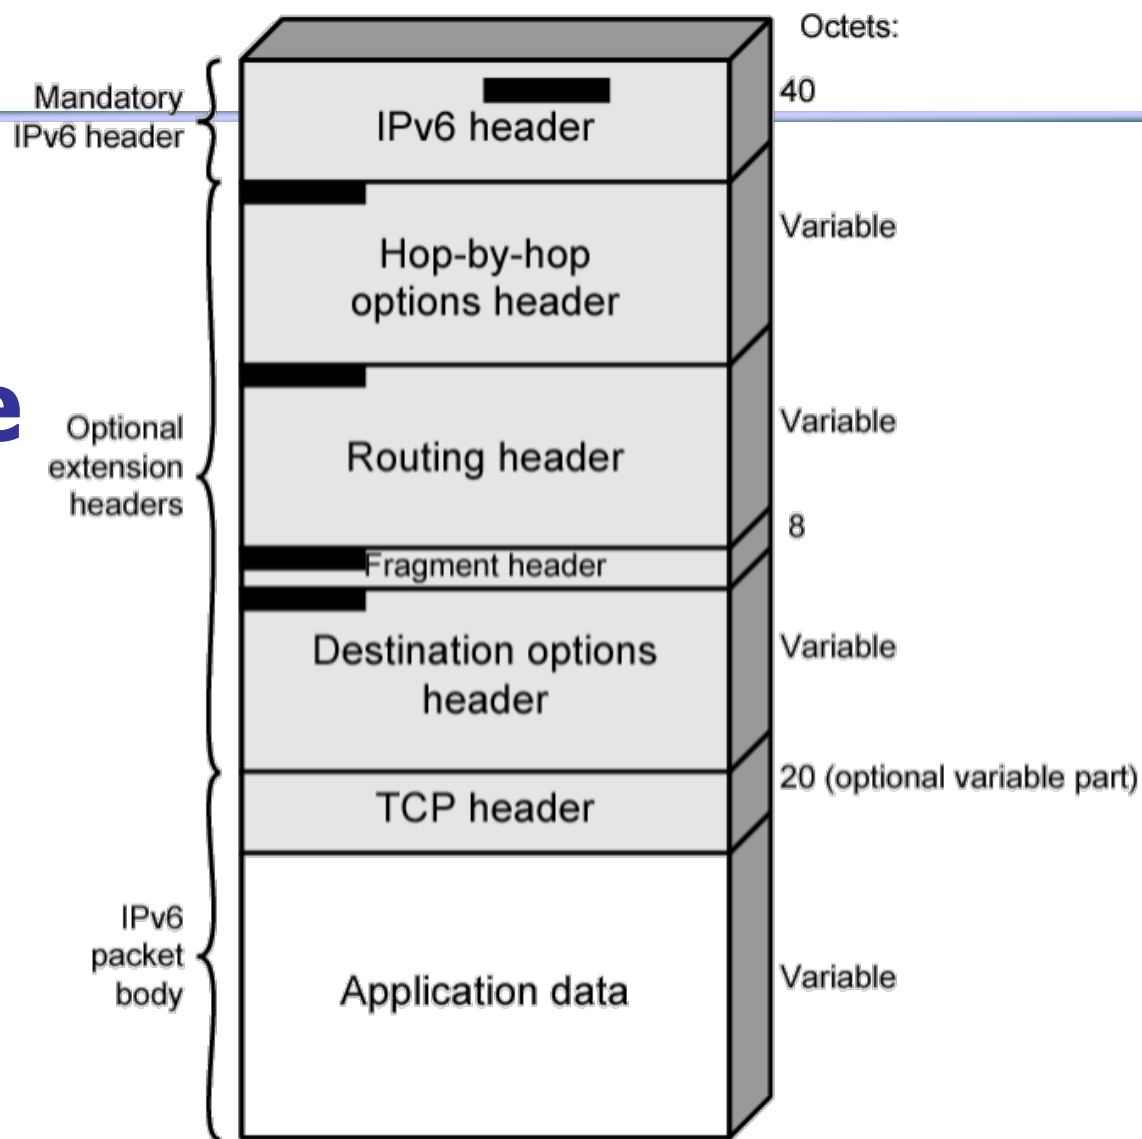 Octets:
Mandatory
IPv6 header
IPv6 header
40
Hop-by-hop
options header
Variable
e
Optional
extension
headers
Routing header
Variable
8
Fragment header
Destination options
header
Variable
TCP header
20 (optional variable part)
IPv6
packet
body
Application data
Variable